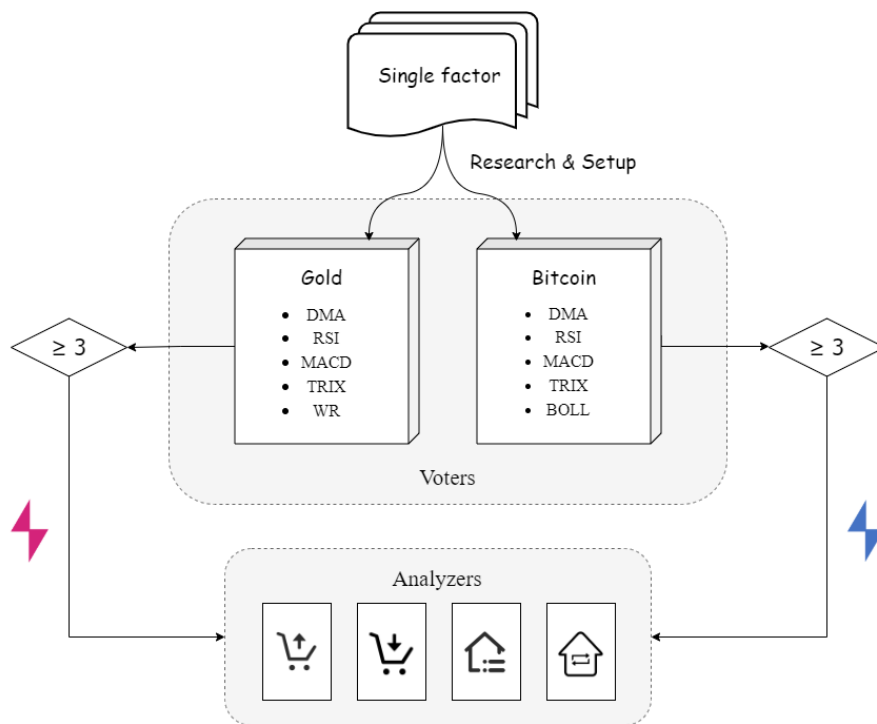 Single factor
Research & Setup
Gold
• DMA
• RSI
• MACD
• TRIX
• WR
Bitcoin
• DMA
• RSI
• MACD
• TRIX
• BOLL
≥ 3
≥ 3
Voters
Analyzers